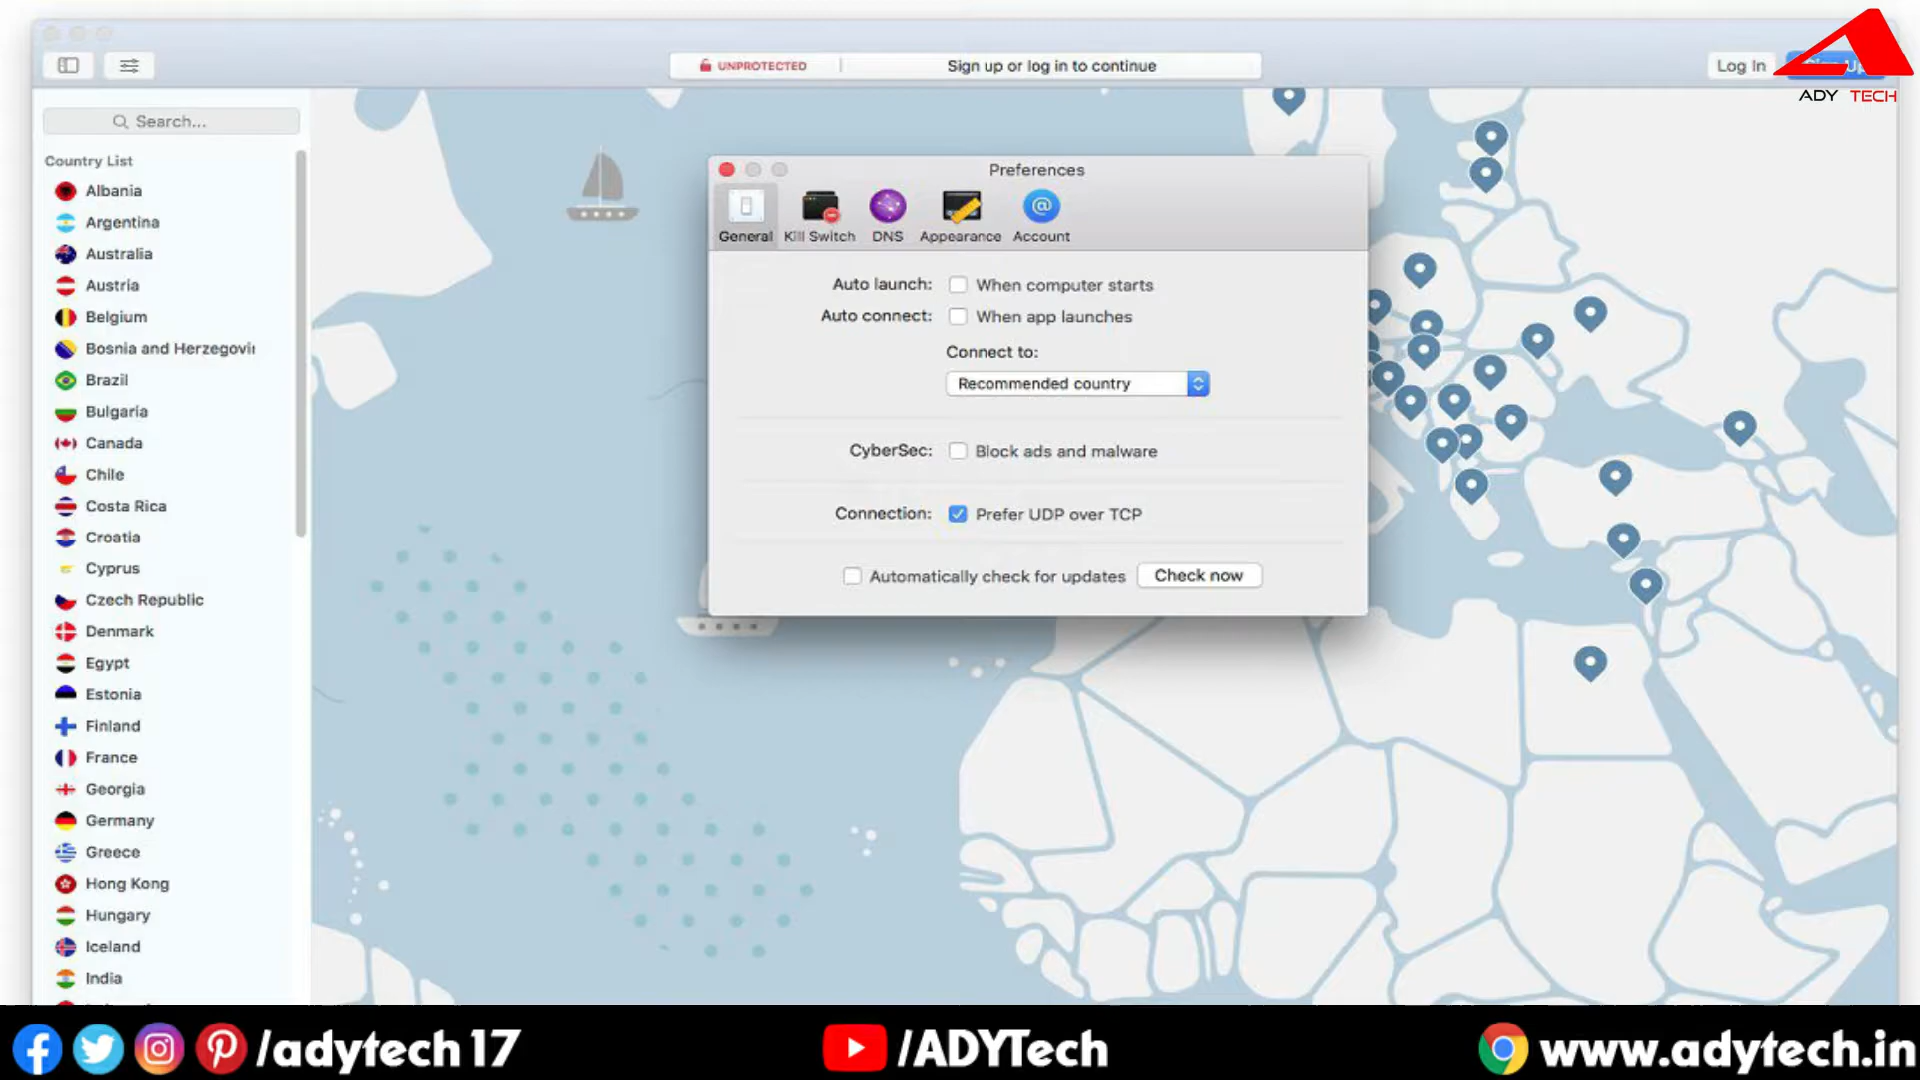 UNPROTECTED
Sign up or log in to continue
Log In
ADY TECH
Search...
Country List
Albania
Argentina
Australia
Austria
Belgium
Bosnia and Herzegovi
Brazil
Bulgaria
Canada
Chile
Costa Rica
Croatia
Cyprus
Czech Republic
Denmark
Egypt
Estonia
Finland
France
Georgia
Germany
Greece
Hong Kong
Hungary
Iceland
India
Preferences
General
Kill Switch
DNS
Appearance
@
Account
Auto launch: When computer starts
Auto connect: When app launches
Connect to:
Recommended country
CyberSec: Block ads and malware
Connection: Prefer UDP over TCP
Automatically check for updates
Check now
/adytech17
/ADYTech
www.adytech.in